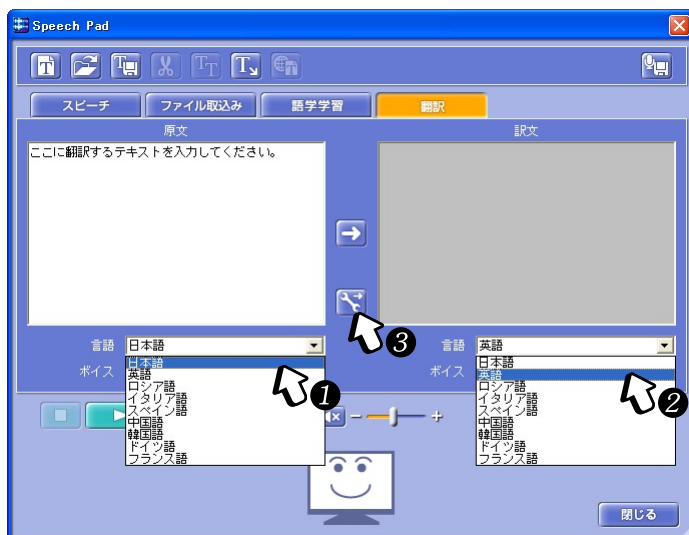 Speech Pad
スピーチ
ファイル取込み
語学学習
翻訳
原文
訳文
ここに翻訳するテキストを入力してください。
言語
日本語
日本語
英語
ロシア語
イタリア語
スペイン語
中国語
韓国語
ドイツ語
フランス語
ボイス
1
3
言語
英語
日本語
英語
ロシア語
イタリア語
スペイン語
中国語
韓国語
ドイツ語
フランス語
ボイス
2
閉じる